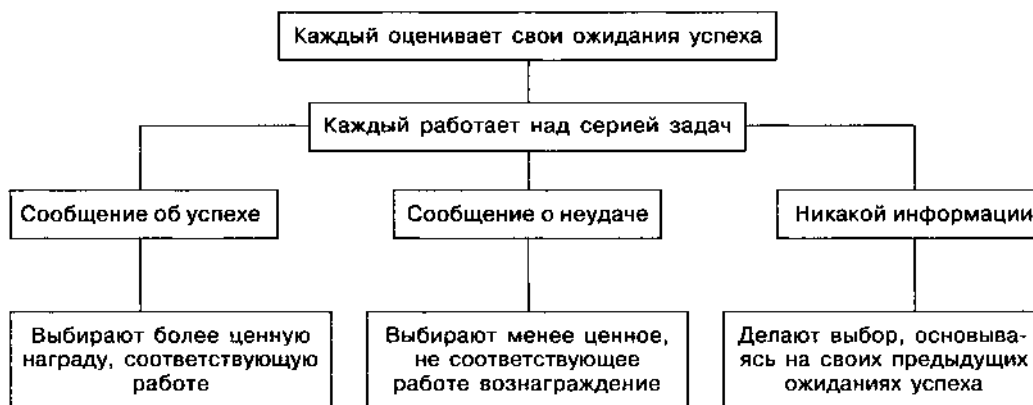 Каждый оценивает свои ожидания успеха
Каждый работает над серией задач
Сообщение об успехе
Сообщение о неудаче
Никакой информации
Выбирают более ценную
награду, соответствующую
работе
Выбирают менее ценное,
не соответствующее
работе вознаграждение
Делают выбор, основыва-
ясь на своих предыдущих
ожиданиях успеха